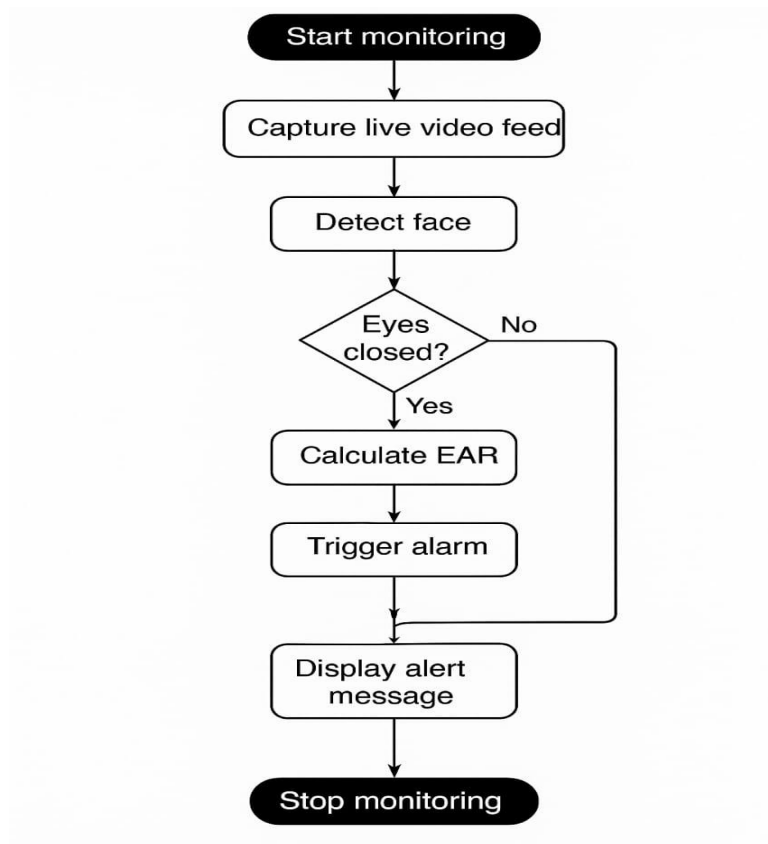 Start monitoring
Capture live video feed
Detect face
Eyes
closed?
No
Yes
Calculate EAR
Trigger alarm
Display alert
message
Stop monitoring